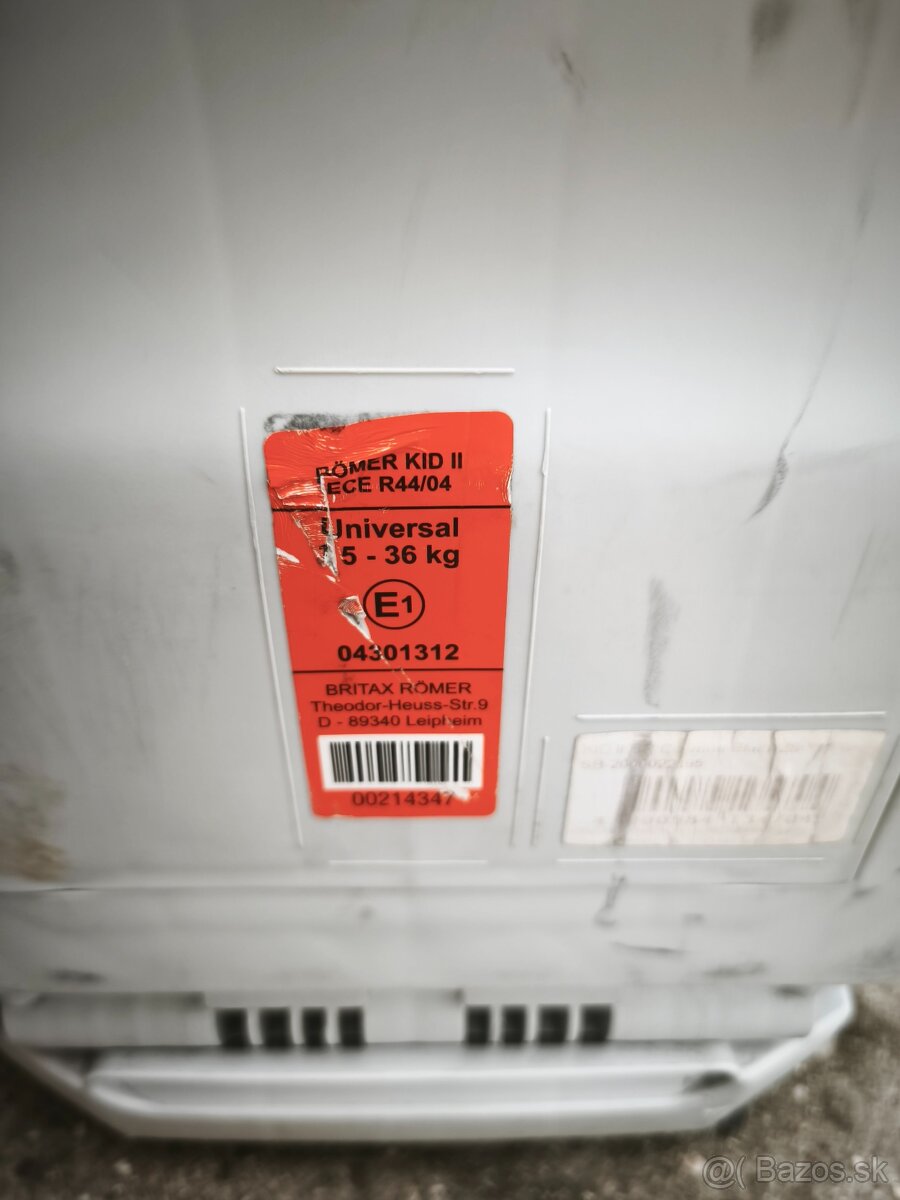 RÖMER KID II
ECE R44/04
Universal
15 - 36 kg
E1
04301312
BRITAX RÖMER
Theodor-Heuss-Str.9
D - 89340 Leipheim
00214347
@( Bazos.sk